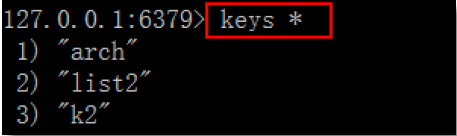 127.0.0.1:6379> keys *
1) "arch"
2) "list2"
3) "k2"